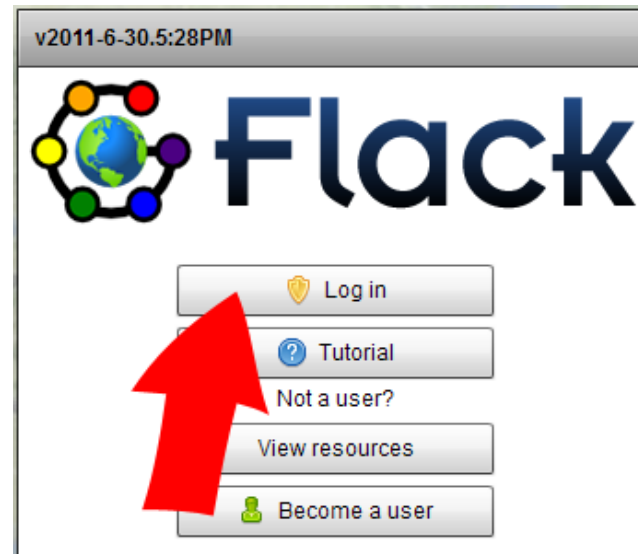 v2011-6-30.5:28PM
Flack
Log in
Tutorial
Not a user?
View resources
Become a user